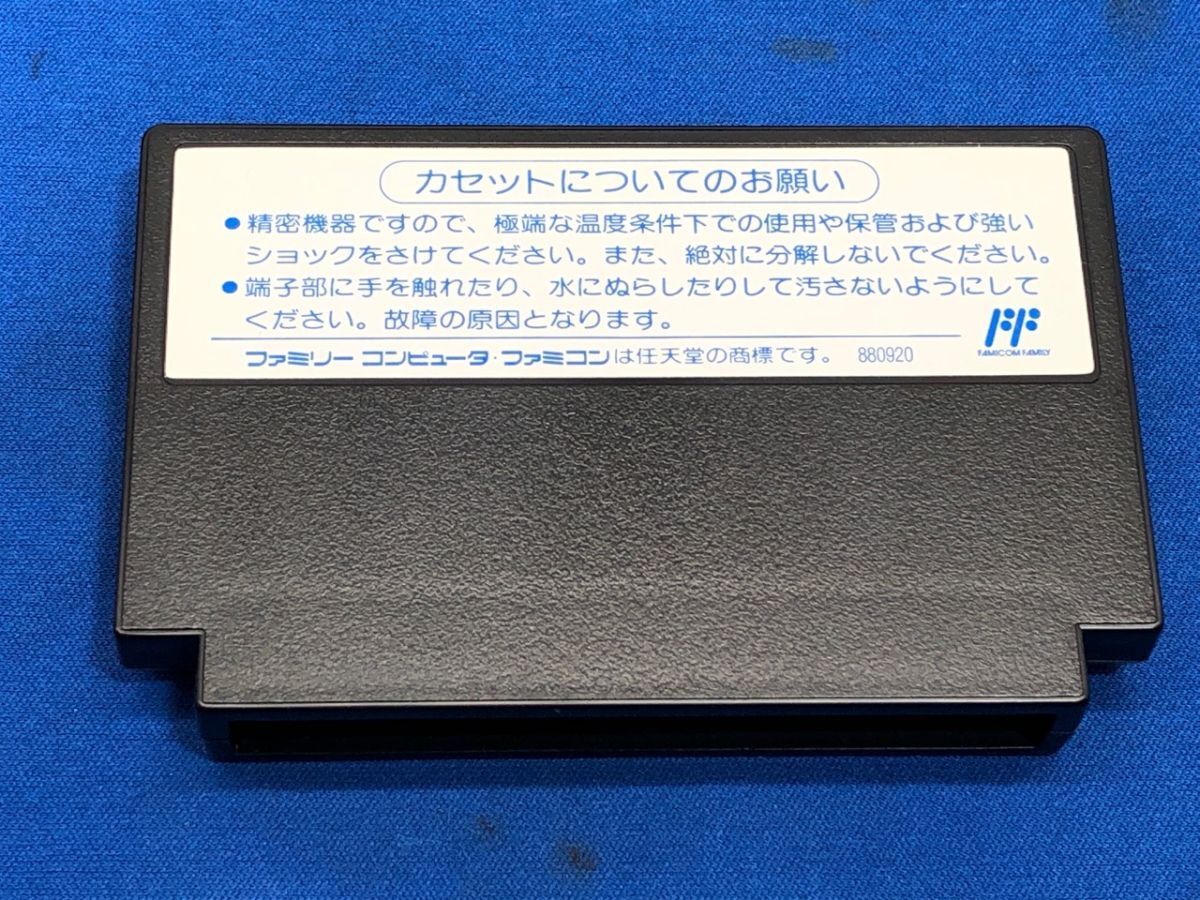 カセットについてのお願い
●精密機器ですので、極端な温度条件下での使用や保管および強い
ショックをさけてください。また、絶対に分解しないでください。
●端子部に手を触れたり、水にぬらしたりして汚さないようにして
ください。故障の原因となります。
ファミリー コンピュータ・ファミコンは任天堂の商標です。 880920
FF
FAMICOM FAMILY